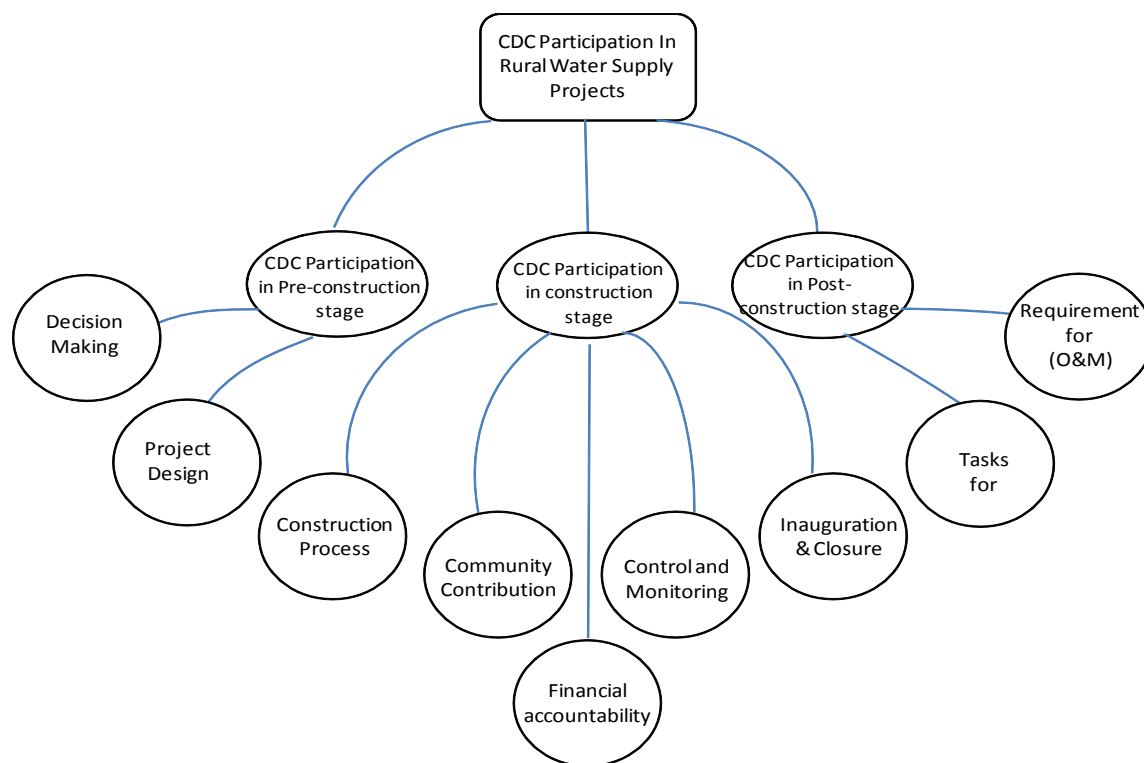 CDC Participation In
Rural Water Supply
Projects
CDC Participation
in Pre-construction
stage
CDC Participation
in construction
stage
CDC Participation
in Post-
construction stage
Decision
Making
Project
Design
Construction
Process
Community
Contribution
Financial
accountability
Control and
Monitoring
Inauguration
& Closure
Tasks
for
Requirement
for
(O&M)